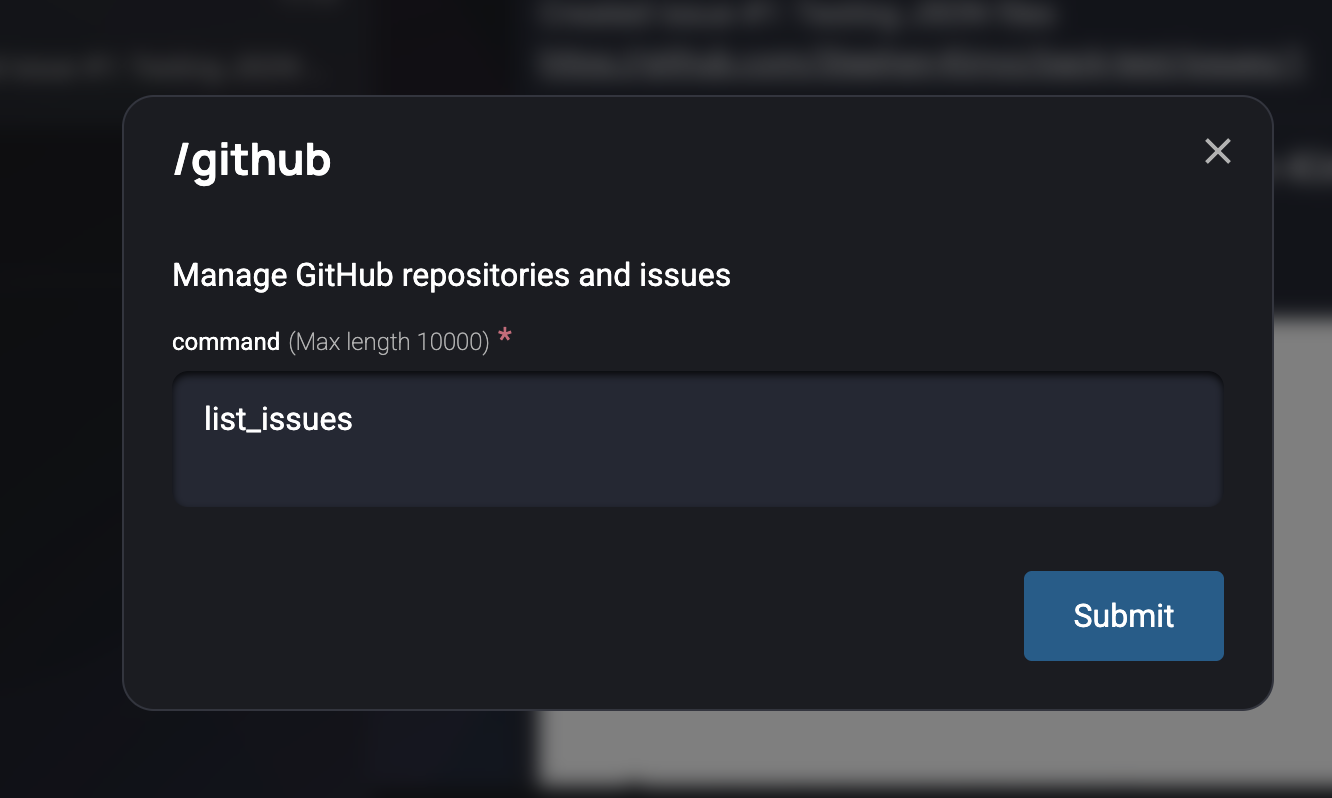 /github
Manage GitHub repositories and issues
command (Max length 10000) *
list_issues
Submit